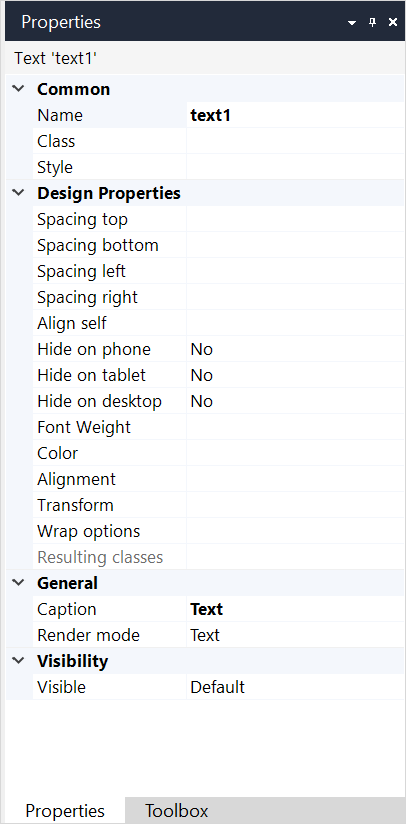 Properties
Text 'text1'
Common
Name text1
Class
Style
Design Properties
Spacing top
Spacing bottom
Spacing left
Spacing right
Align self
Hide on phone No
Hide on tablet No
Hide on desktop No
Font Weight
Color
Alignment
Transform
Wrap options
Resulting classes
General
Caption Text
Render mode Text
Visibility
Visible Default
Properties Toolbox